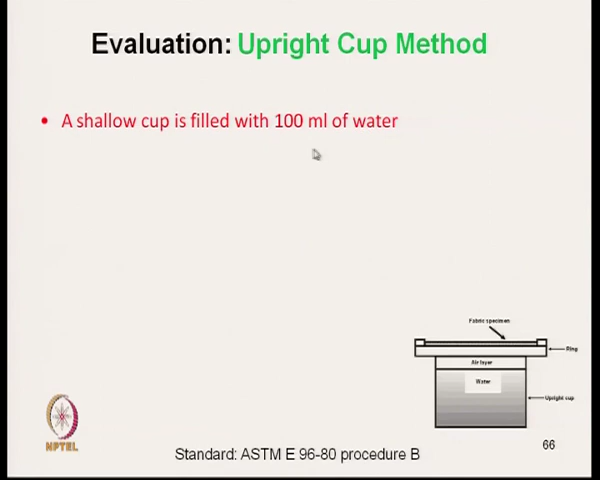 Evaluation: Upright Cup Method
• A shallow cup is filled with 100 ml of water
Fabric specimen
Ring
Air layer
Water
Upright cup
NPTEL
Standard: ASTM E 96-80 procedure B
66